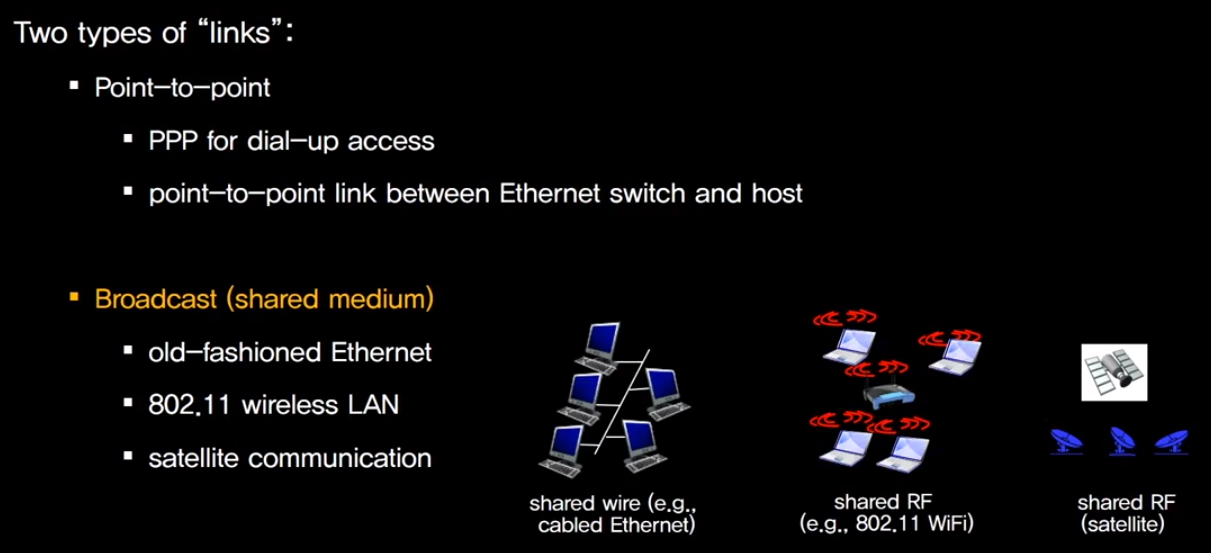 Two types of “links”:
▪ Point-to-point
▪ PPP for dial-up access
▪ point-to-point link between Ethernet switch and host
▪ Broadcast (shared medium)
▪ old-fashioned Ethernet
▪ 802.11 wireless LAN
▪ satellite communication
shared wire (e.g.,
cabled Ethernet)
shared RF
(e.g., 802.11 WiFi)
shared RF
(satellite)